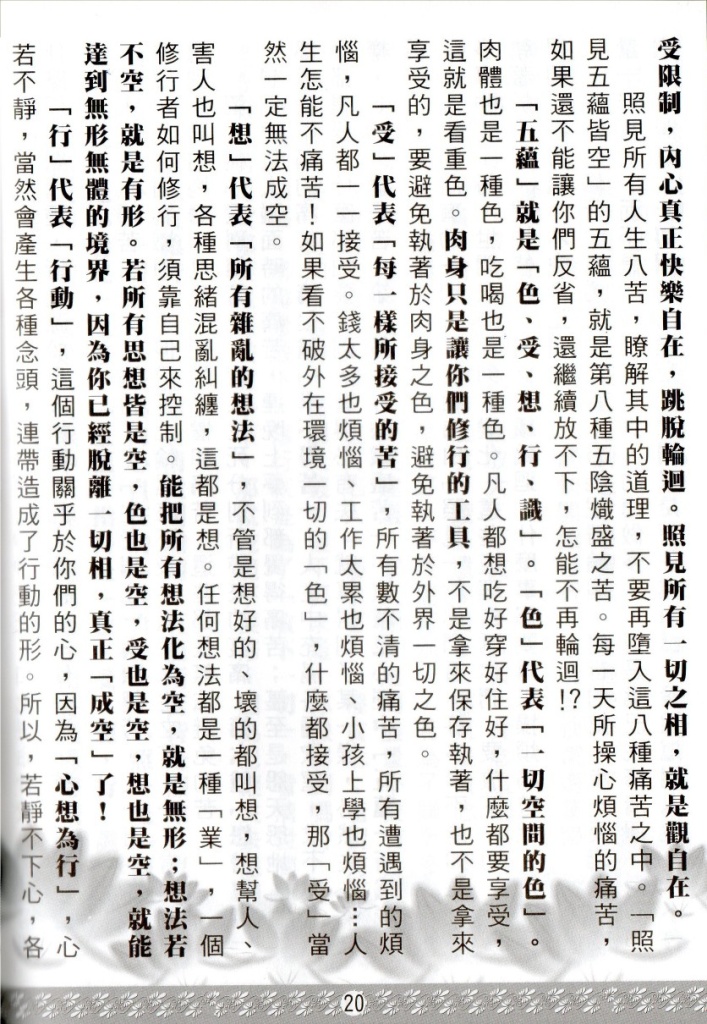 受限制，內心真正快樂自在，跳脫輪迴。照見所有一切之相，就是觀自在。
照見所有人生八苦，瞭解其中的道理，不要再墮入這八種痛苦之中。「照
見五蘊皆空」的五蘊，就是第八種五陰熾盛之苦。每一天所操心煩惱的痛苦，
如果還不能讓你們反省，還繼續放不下，怎能不再輪迴！？
「五蘊」就是「色、受、想、行、識」。「色」代表「一切空間的色」。
肉體也是一種色，吃喝也是一種色。凡人都想吃好穿好住好，什麼都要享受，
這就是看重色。肉身只是讓你們修行的工具，不是拿來保存執著，也不是拿來
享受的，要避免執著於肉身之色，避免執著於外界一切之色。
「受」代表「每一樣所接受的苦」，所有數不清的痛苦，所有遭遇到的煩
惱，凡人都一一接受。錢太多也煩惱，工作太累也煩惱，小孩上學也煩惱…人
生怎能不痛苦！如果看不破外在環境一切的「色」，什麼都接受，那「受」當
然一定無法成空。
「想」代表「所有雜亂的想法」，不管是想好的、壞的都叫想，想幫人、
害人也叫想，各種思緒混亂糾纏，這都是想。任何想法都是一種「業」，一個
修行者如何修行，須靠自己來控制。能把所有想法化為空，就是無形；想法若
不空，就是有形。若所有思想皆是空，色也是空，受也是空，想也是空，就能
達到無形無體的境界，因為你已經脫離一切相，真正「成空」了！
「行」代表「行動」，這個行動關乎於你們的心，因為「心想為行」，心
若不靜，當然會產生各種念頭，連帶造成了行動的形。所以，若靜不下心，各
20